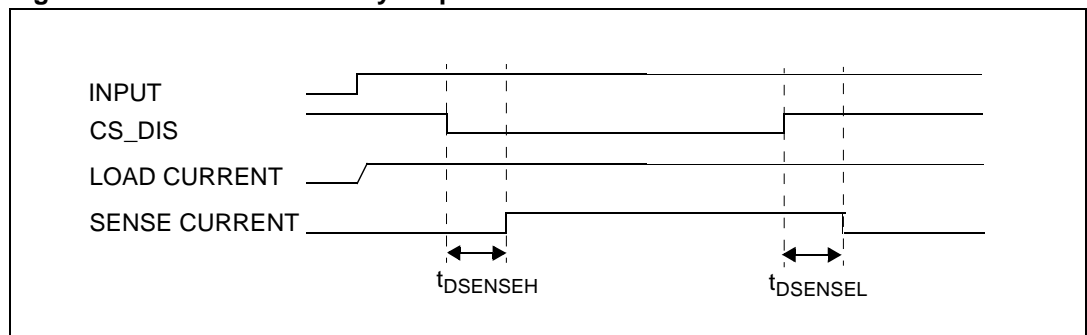 INPUT
CS_DIS
LOAD CURRENT
SENSE CURRENT
tDSENSEH
tDSENSEL